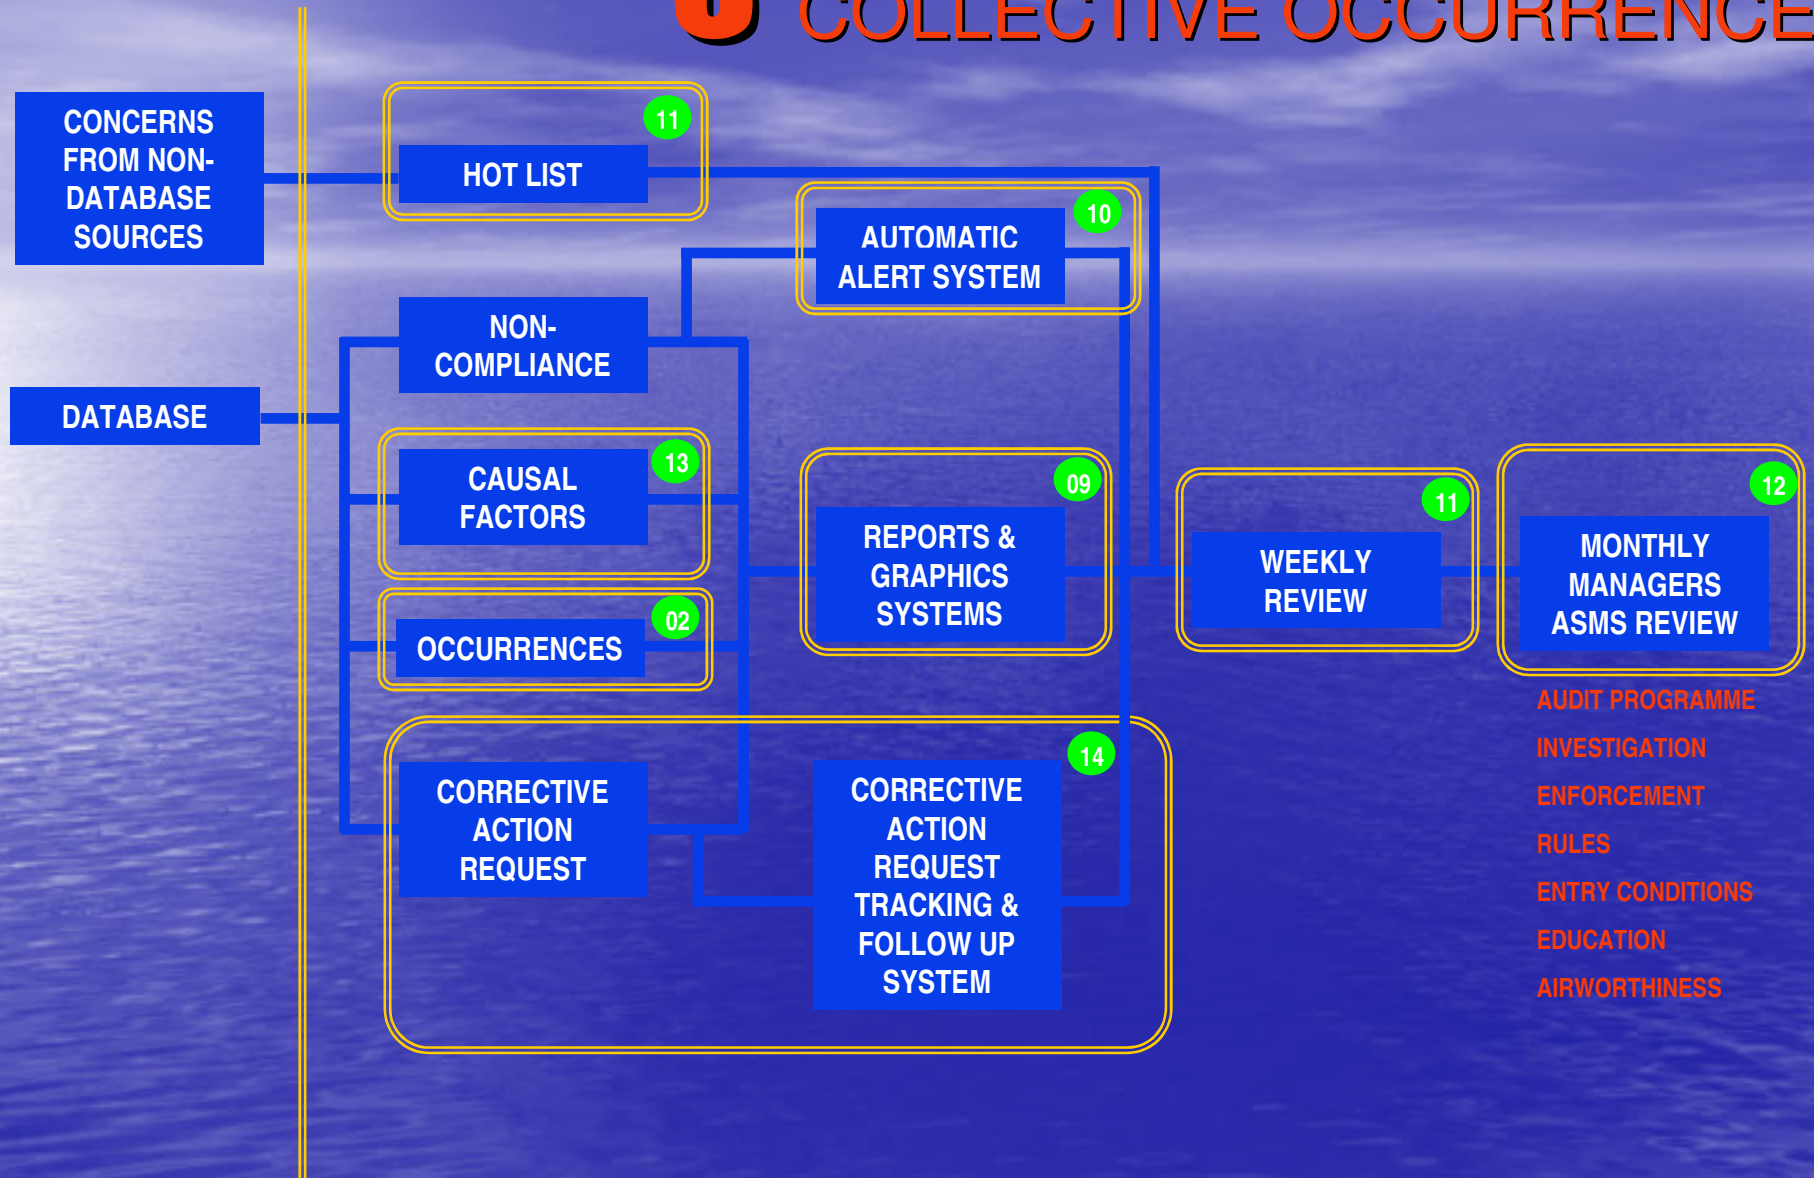 COLLECTIVE OCCURRENCE
CONCERNS
FROM NON-
DATABASE
SOURCES
11
HOT LIST
10
AUTOMATIC
ALERT SYSTEM
NON-
COMPLIANCE
DATABASE
13
CAUSAL
FACTORS
09
REPORTS &
GRAPHICS
SYSTEMS
11
WEEKLY
REVIEW
12
MONTHLY
MANAGERS
ASMS REVIEW
02
OCCURRENCES
CORRECTIVE
ACTION
REQUEST
14
CORRECTIVE
ACTION
REQUEST
TRACKING &
FOLLOW UP
SYSTEM
AUDIT PROGRAMME
INVESTIGATION
ENFORCEMENT
RULES
ENTRY CONDITIONS
EDUCATION
AIRWORTHINESS